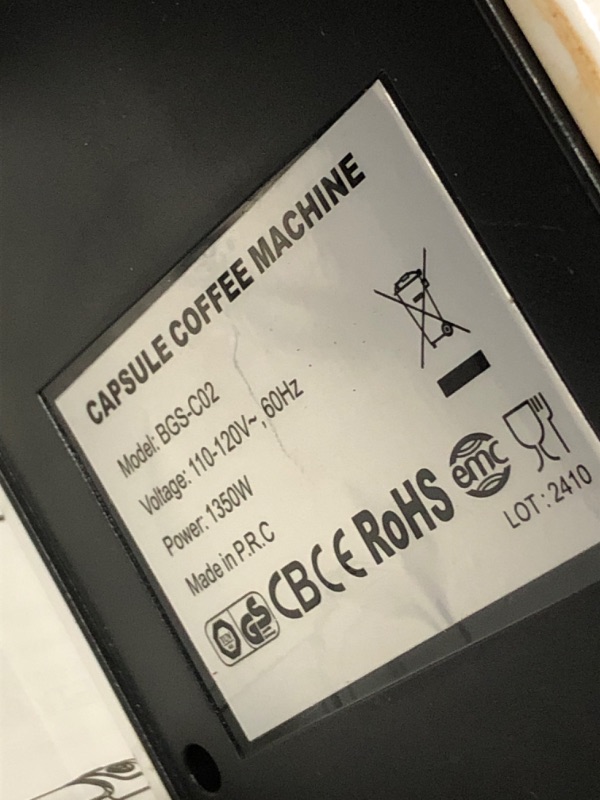 CAPSULE COFFEE MACHINE
Model: BGS-C02
Voltage: 110-120V~, 60Hz
Power: 1350W
Made in P.R.C
GS CB CE RoHS emc
LOT : 2410